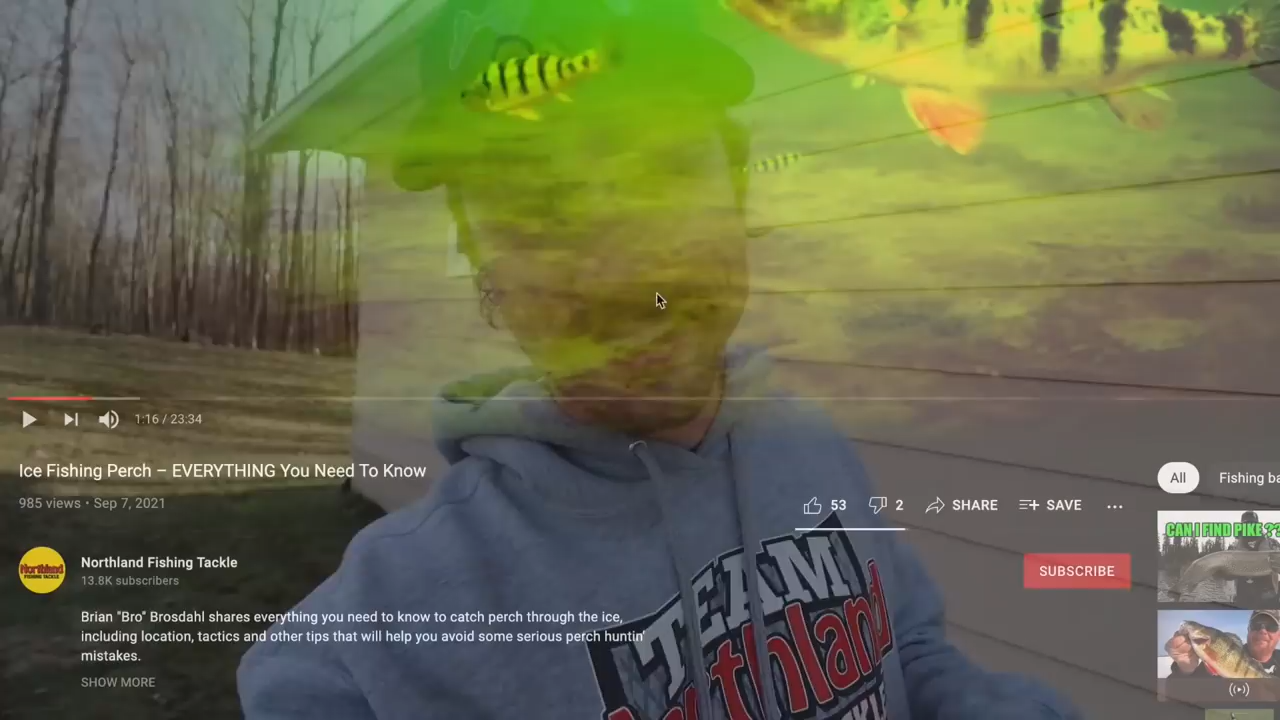 1:16 / 23:34
Ice Fishing Perch – EVERYTHING You Need To Know
985 views • Sep 7, 2021
53
2
SHARE
SAVE
All
Fishing
CAN I FIND PIKE ??
Northland
FISHING TACKLE
Northland Fishing Tackle
13.8K subscribers
SUBSCRIBE
Brian "Bro" Brosdahl shares everything you need to know to catch perch through the ice,
including location, tactics and other tips that will help you avoid some serious perch huntin'
mistakes.
SHOW MORE
TEAM